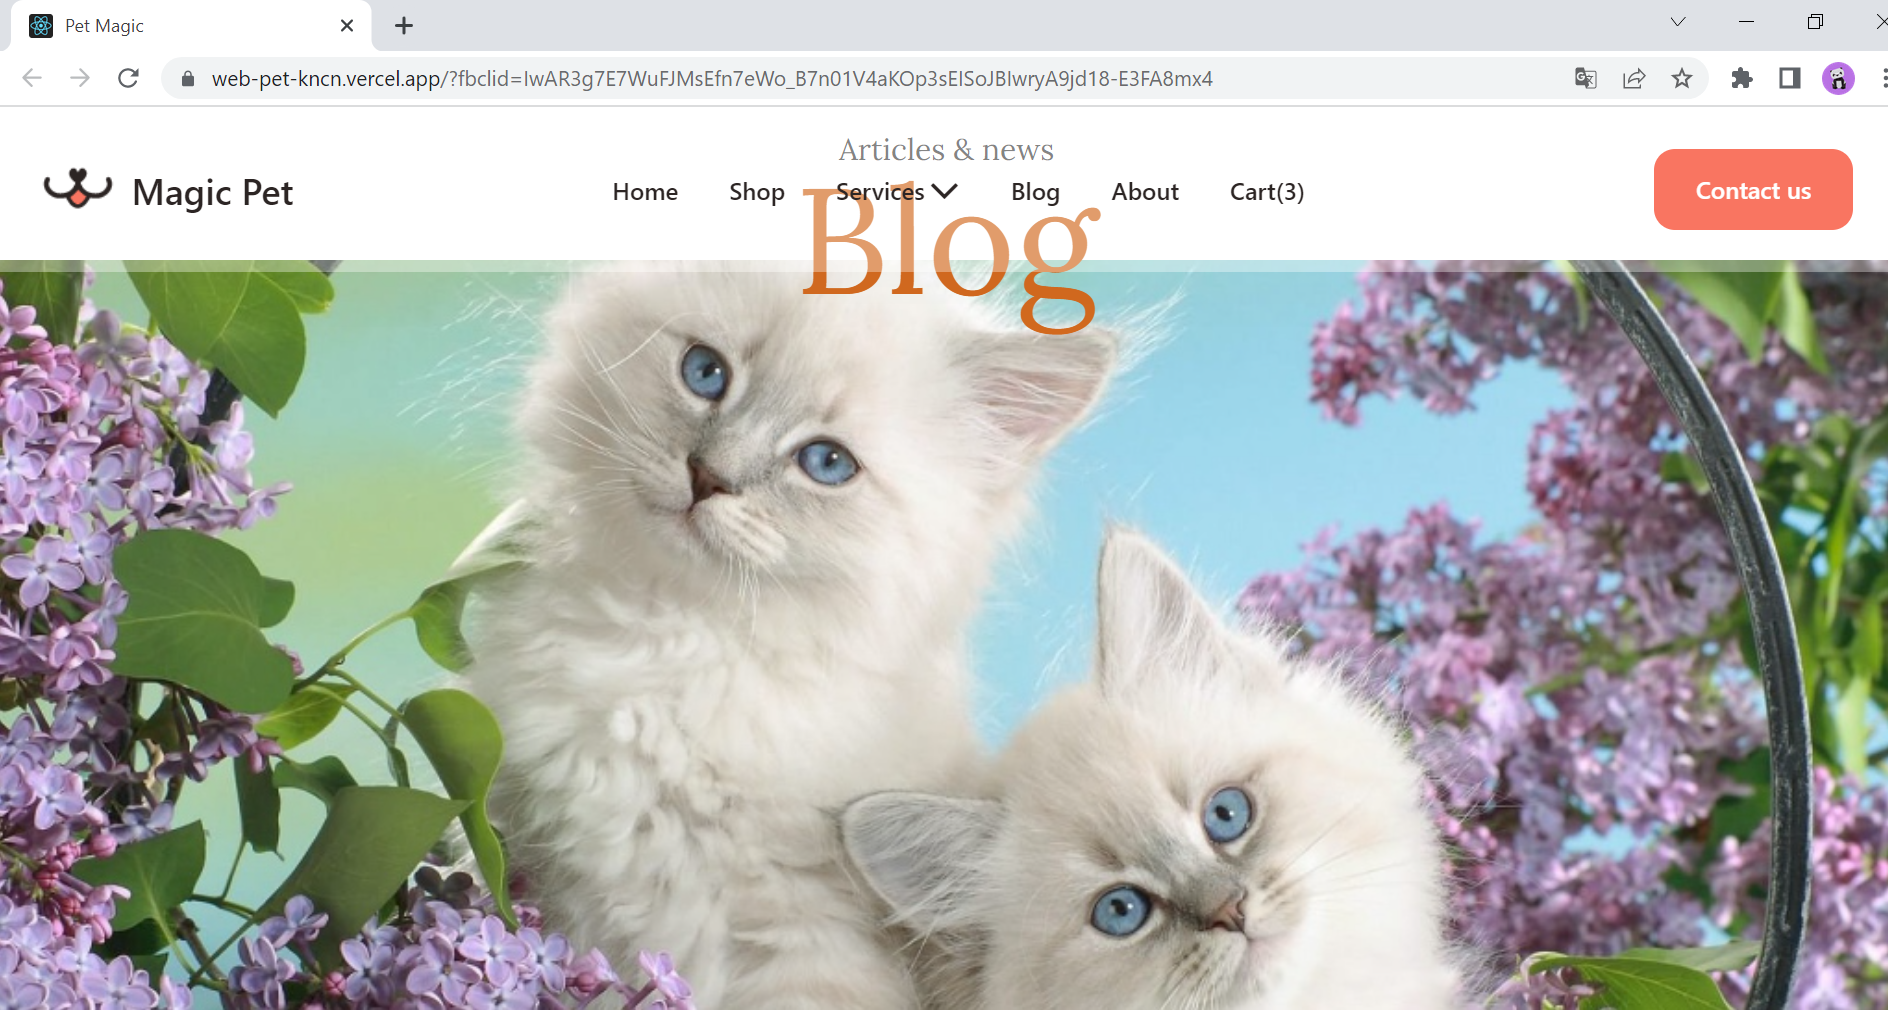 Pet Magic
web-pet-kncn.vercel.app/?fbclid=IwAR3g7E7WuFJMsEfn7eWo_B7n01V4aKOp3sEISoJBIwryA9jd18-E3FA8mx4
Articles & news
Magic Pet
Home Shop Services Blog About Cart(3)
Contact us
Blog